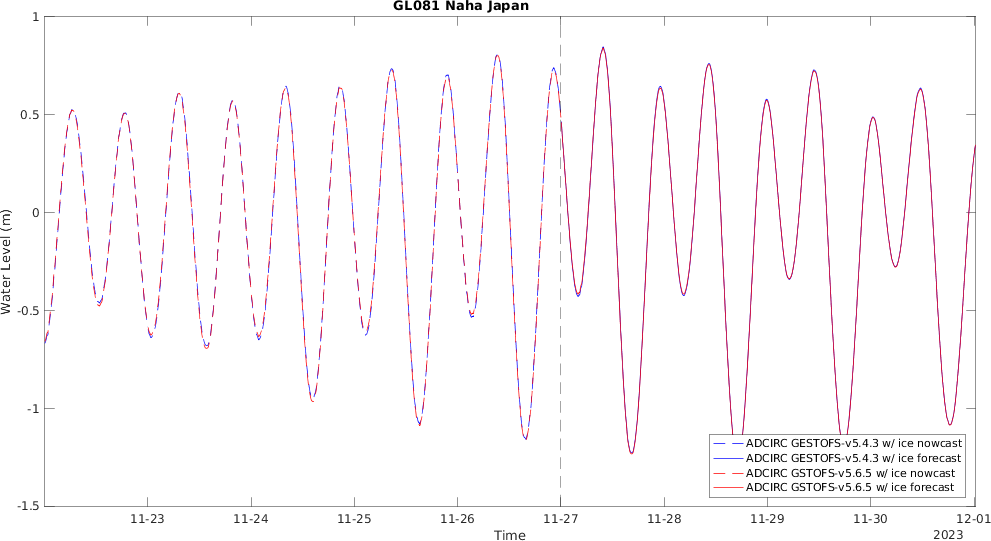 GL081 Naha Japan
Water Level (m)
1
0.5
0
-0.5
-1
-1.5
11-23
11-24
11-25
11-26
11-27
11-28
11-29
11-30
12-01
Time
2023
ADCIRC GESTOFS-v5.4.3 w/ ice nowcast
ADCIRC GESTOFS-v5.4.3 w/ ice forecast
ADCIRC GSTOFS-v5.6.5 w/ ice nowcast
ADCIRC GSTOFS-v5.6.5 w/ ice forecast